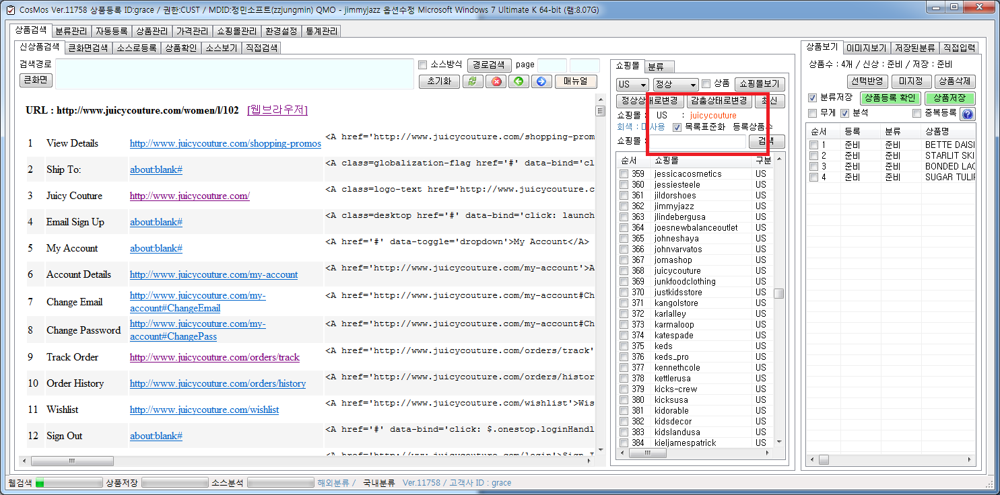 CosMos Ver.11758 상품등록 ID:grace / 권한:CUST / MDID:정민소프트(zzjungmin) QMO - jimmyjazz 옵션수정 Microsoft Windows 7 Ultimate K 64-bit (램:8.07G)
상품검색 분류관리 자동등록 상품관리 가격관리 쇼핑몰관리 환경설정 통계관리
신상품검색 큰화면검색 소스로등록 상품확인 소스보기 직접검색
검색경로
큰화면
소스방식 경로검색 page
초기화 매뉴얼
URL : http://www.juicycouture.com/women/l/102 [웹브라우저]
1 View Details http://www.juicycouture.com/shopping-promos <A href='http://www.juicycouture.com/shopping-prom
2 Ship To: about:blank# <A class=globalization-flag href='#' data-bind='cl
3 Juicy Couture http://www.juicycouture.com/ <A class=logo-text href='http://www.juicycouture.c
4 Email Sign Up about:blank# <A class=desktop href='#' data-bind='click: launch
5 My Account about:blank# <A href='#' data-toggle='dropdown'>My Account</A>
6 Account Details http://www.juicycouture.com/my-account <A href='http://www.juicycouture.com/my-account'>A
7 Change Email http://www.juicycouture.com/my-account#ChangeEmail <A href='http://www.juicycouture.com/my-account#Ch
8 Change Password http://www.juicycouture.com/my-account#ChangePass <A href='http://www.juicycouture.com/my-account#Ch
9 Track Order http://www.juicycouture.com/orders/track <A href='http://www.juicycouture.com/orders/track'
10 Order History http://www.juicycouture.com/orders/history <A href='http://www.juicycouture.com/orders/histor
11 Wishlist http://www.juicycouture.com/wishlist <A href='http://www.juicycouture.com/wishlist'>Wis
12 Sign Out about:blank# <A href='#' data-bind='click: $.onestop.loginHandl
쇼핑몰 분류
US 정상 상품 쇼핑몰보기
정상상태로변경 감춤상태로변경 최신
쇼핑몰 : US : juicycouture
회색 : 미사용 목록표준화 등록상품수
쇼핑몰 : 검색
순서 쇼핑몰 구분
359 jessicacosmetics US
360 jessiesteele US
361 jildorshoes US
362 jimmyjazz US
363 jlindebergusa US
364 joesnewbalanceoutlet US
365 johneshaya US
366 johnvarvatos US
367 jomashop US
368 juicycouture US
369 junkfoodclothing US
370 justkidsstore US
371 kangolstore US
372 karlalley US
373 karmaloop US
374 katespade US
375 keds US
376 keds_pro US
377 kennethcole US
378 kettlerusa US
379 kicks-crew US
380 kicksusa US
381 kidorable US
382 kidsdecor US
383 kidslandusa US
384 kieljamespatrick US
상품보기 이미지보기 저장된분류 직접입력
상품수 : 4개 / 신상 : 준비 / 저장 : 준비
선택반영 미지정 상품삭제
분류저장 상품등록 확인 상품저장
무게 분석 중복등록
순서 등록 분류 상품명
1 준비 준비 BETTE DAISI
2 준비 준비 STARLIT SKI
3 준비 준비 BONDED LAC
4 준비 준비 SUGAR TULIP
웹검색 상품저장 소스분석 해외분류 / 국내분류 Ver.11758 / 고객사 ID : grace